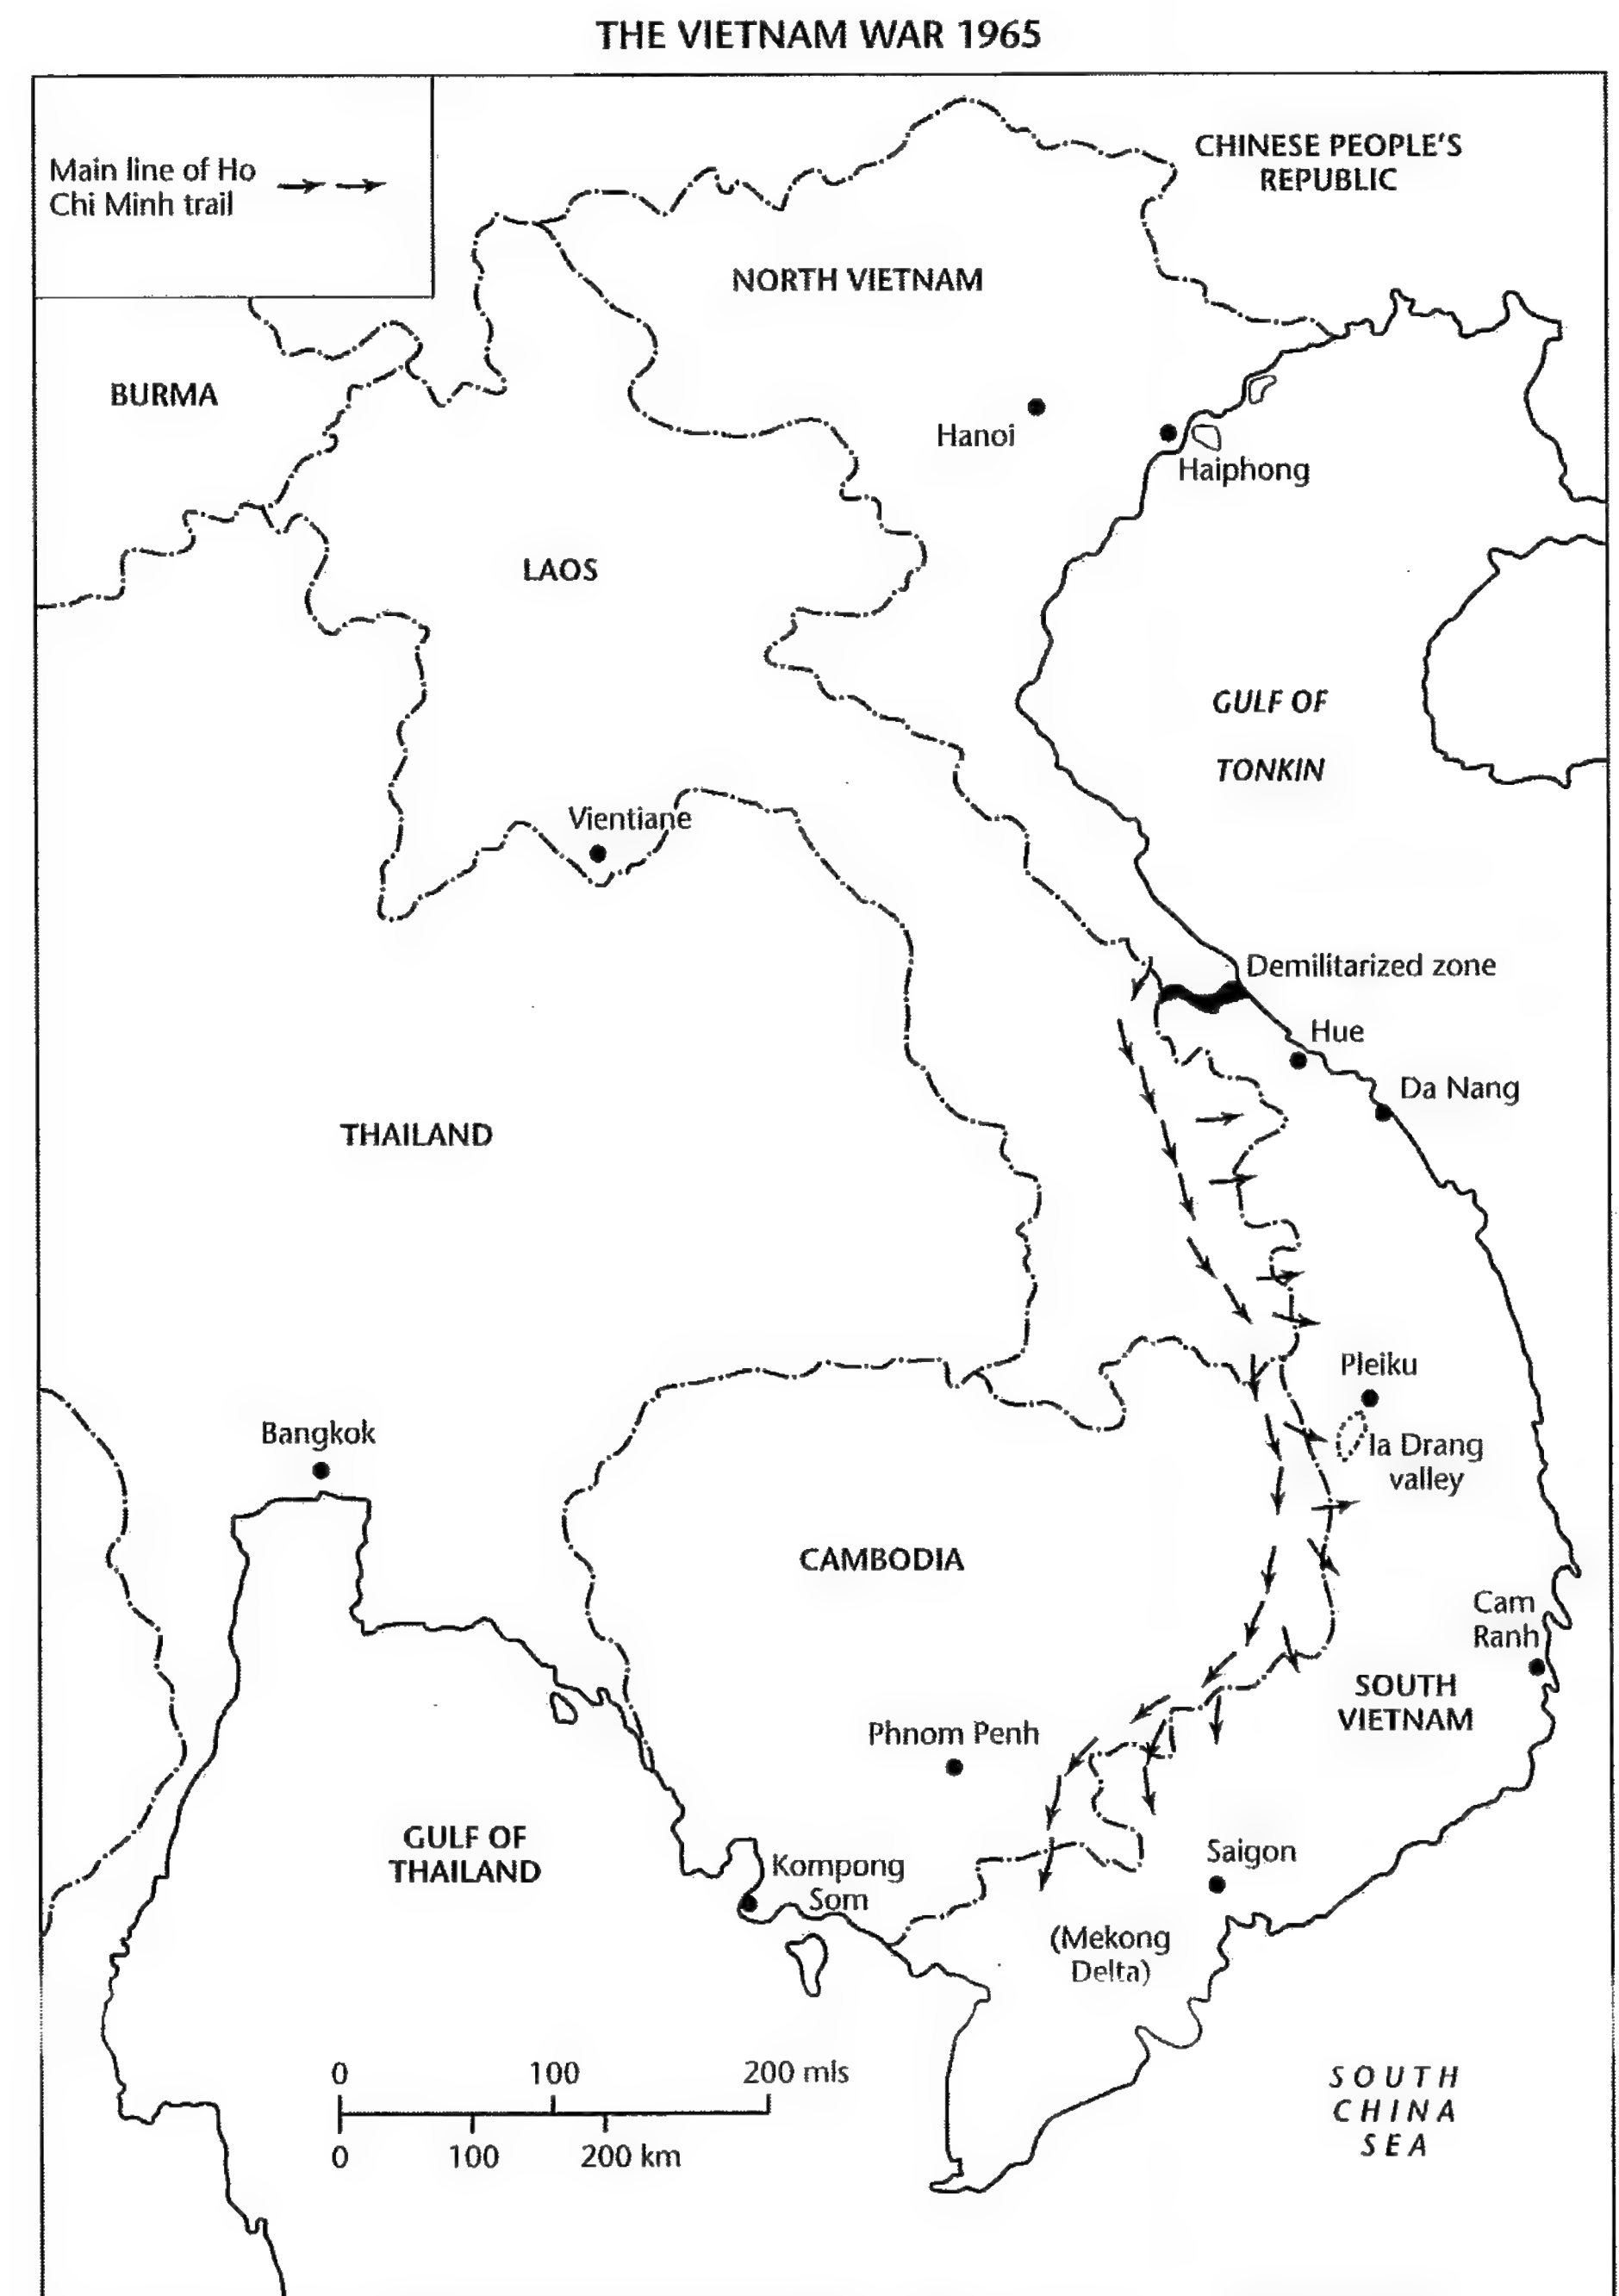 THE VIETNAM WAR 1965
Main line of Ho
Chi Minh trail
CHINESE PEOPLE'S
REPUBLIC
NORTH VIETNAM
BURMA
Hanoi
Haiphong
LAOS
GULF OF
TONKIN
Vientiane
Demilitarized zone
Hue
Da Nang
THAILAND
Pleiku
Bangkok
Ia Drang
valley
CAMBODIA
Cam
Ranh
SOUTH
VIETNAM
Phnom Penh
GULF OF
THAILAND
Kompong
Som
Saigon
(Mekong
Delta)
0 100 200 mls
0 100 200 km
SOUTH
CHINA
SEA